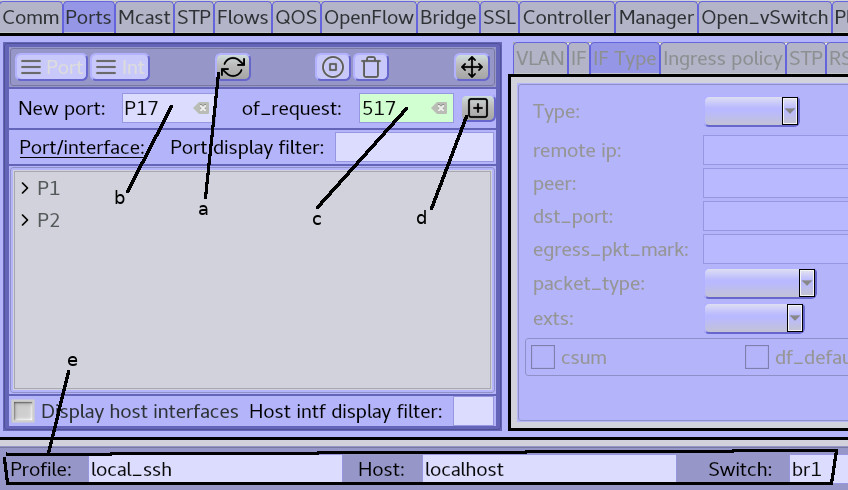 Comm Ports Mcast STP Flows QOS OpenFlow Bridge SSL Controller Manager Open_vSwitch
Port Int
VLAN IF IF Type Ingress policy STP RS
New port: P17 of_request: 517
Type:
Port/interface: Port display filter:
remote ip:
b a c d
P1
peer:
P2
dst_port:
egress_pkt_mark:
packet_type:
exts:
e
csum df_defau
Display host interfaces Host intf display filter:
Profile: local_ssh Host: localhost Switch: br1